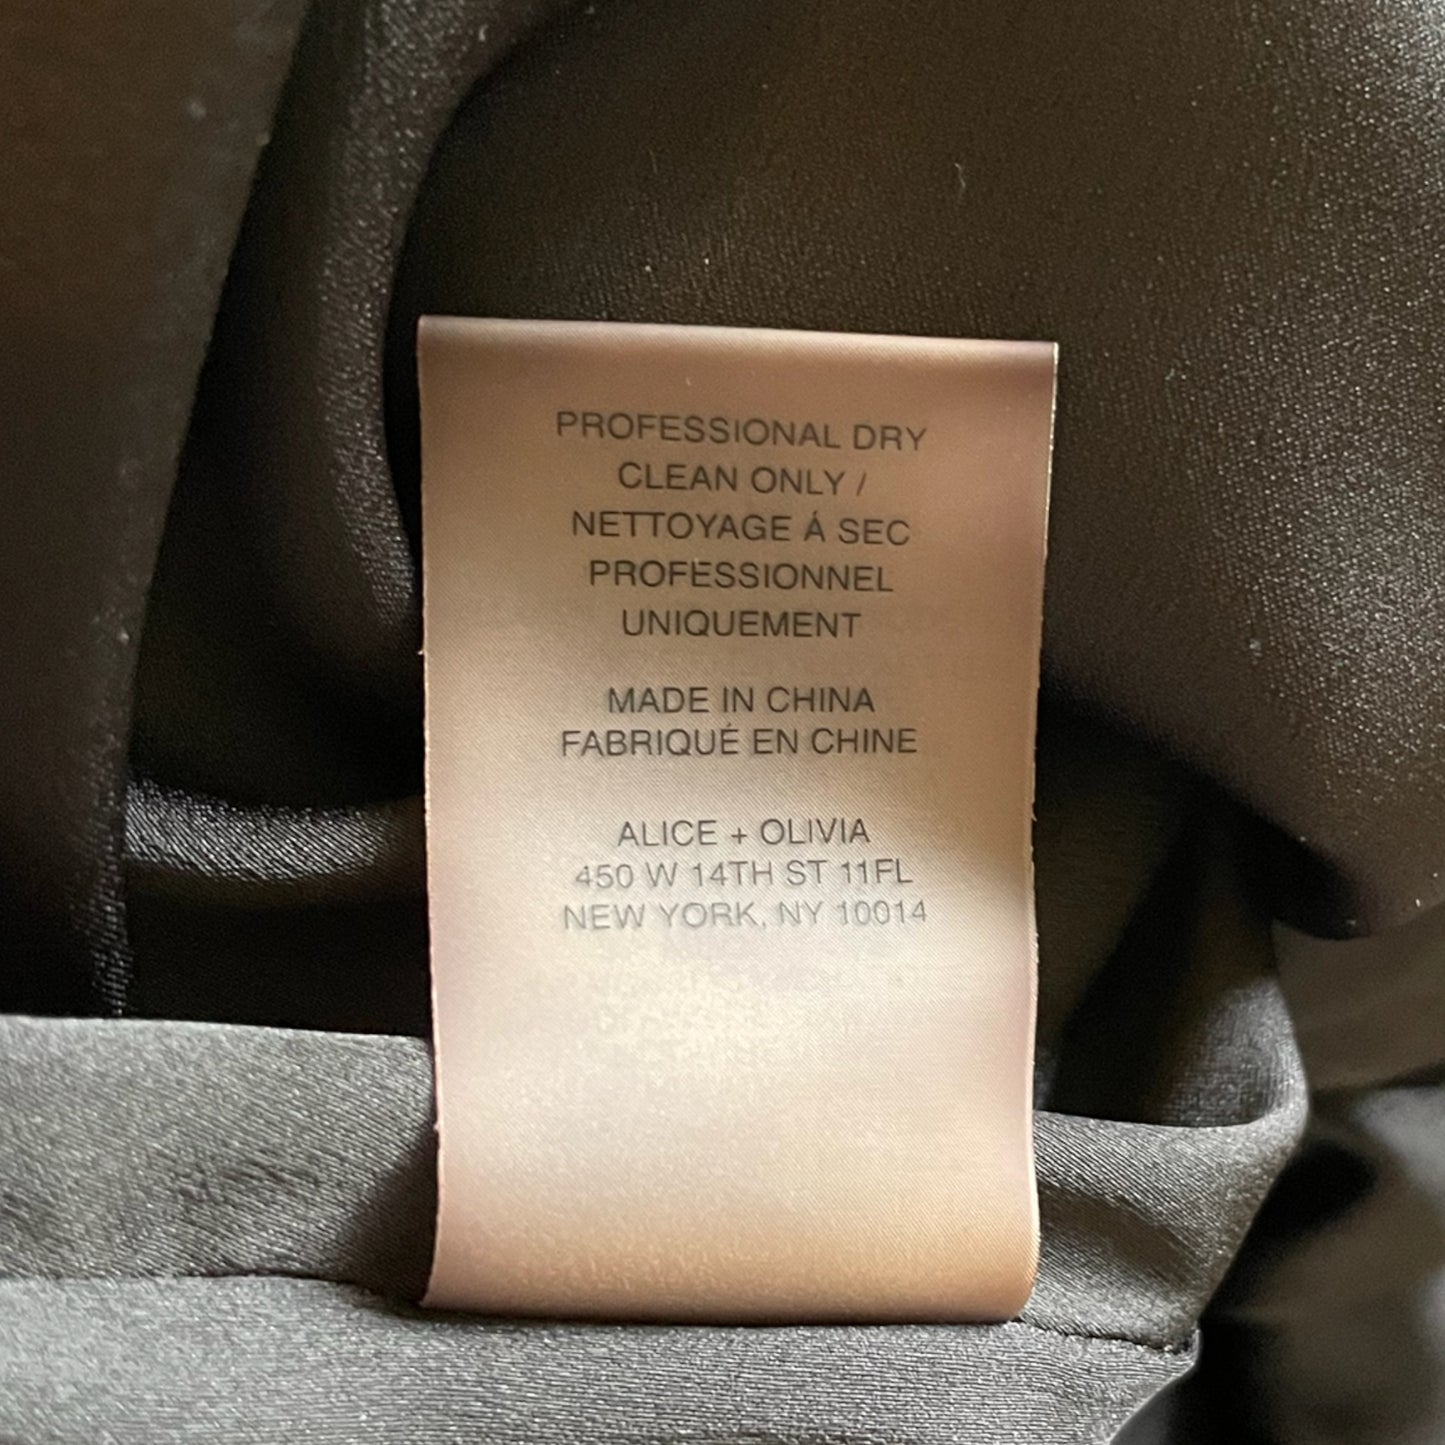 PROFESSIONAL DRY
CLEAN ONLY /
NETTOYAGE Á SEC
PROFESSIONNEL
UNIQUEMENT
MADE IN CHINA
FABRIQUÉ EN CHINE
ALICE + OLIVIA
450 W 14TH ST 11FL
NEW YORK, NY 10014